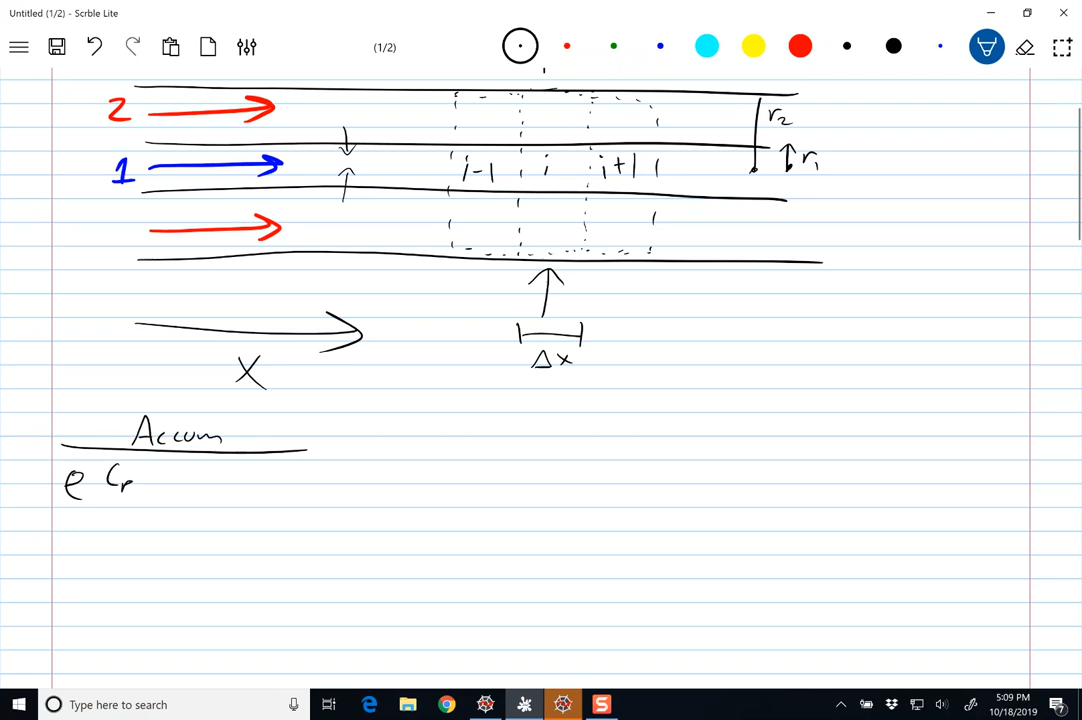 Untitled (1/2) - Scrble Lite
(1/2)
2
r2
1
i-1 i i+1
r1
Δx
X
Accum
ρ Cp
Type here to search
5:09 PM
10/18/2019
7